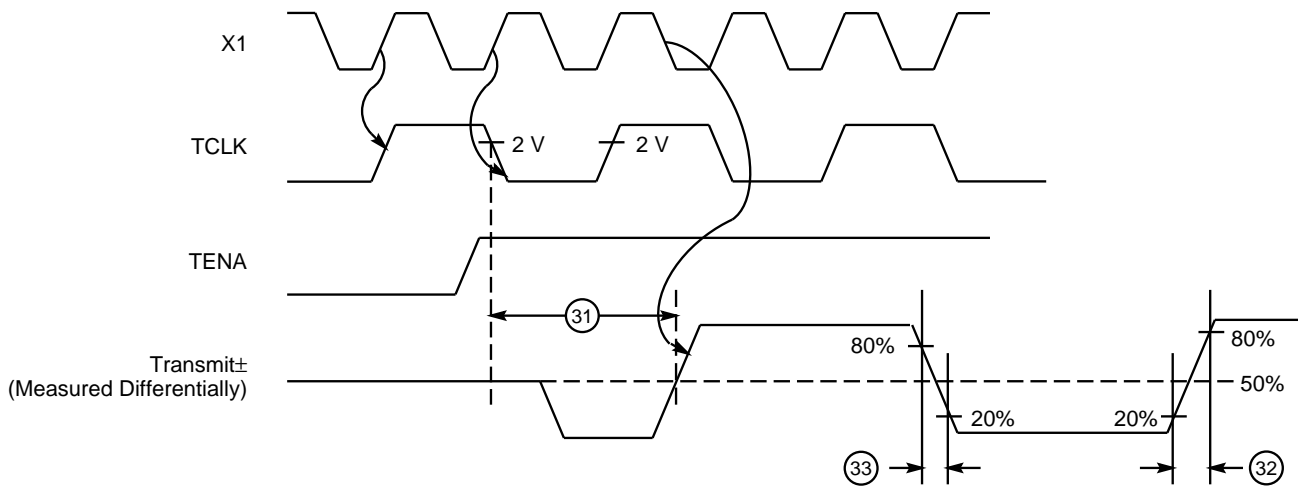 X1
TCLK
2 V
2 V
TENA
31
Transmit±
(Measured Differentially)
80%
80%
50%
20%
20%
33
32